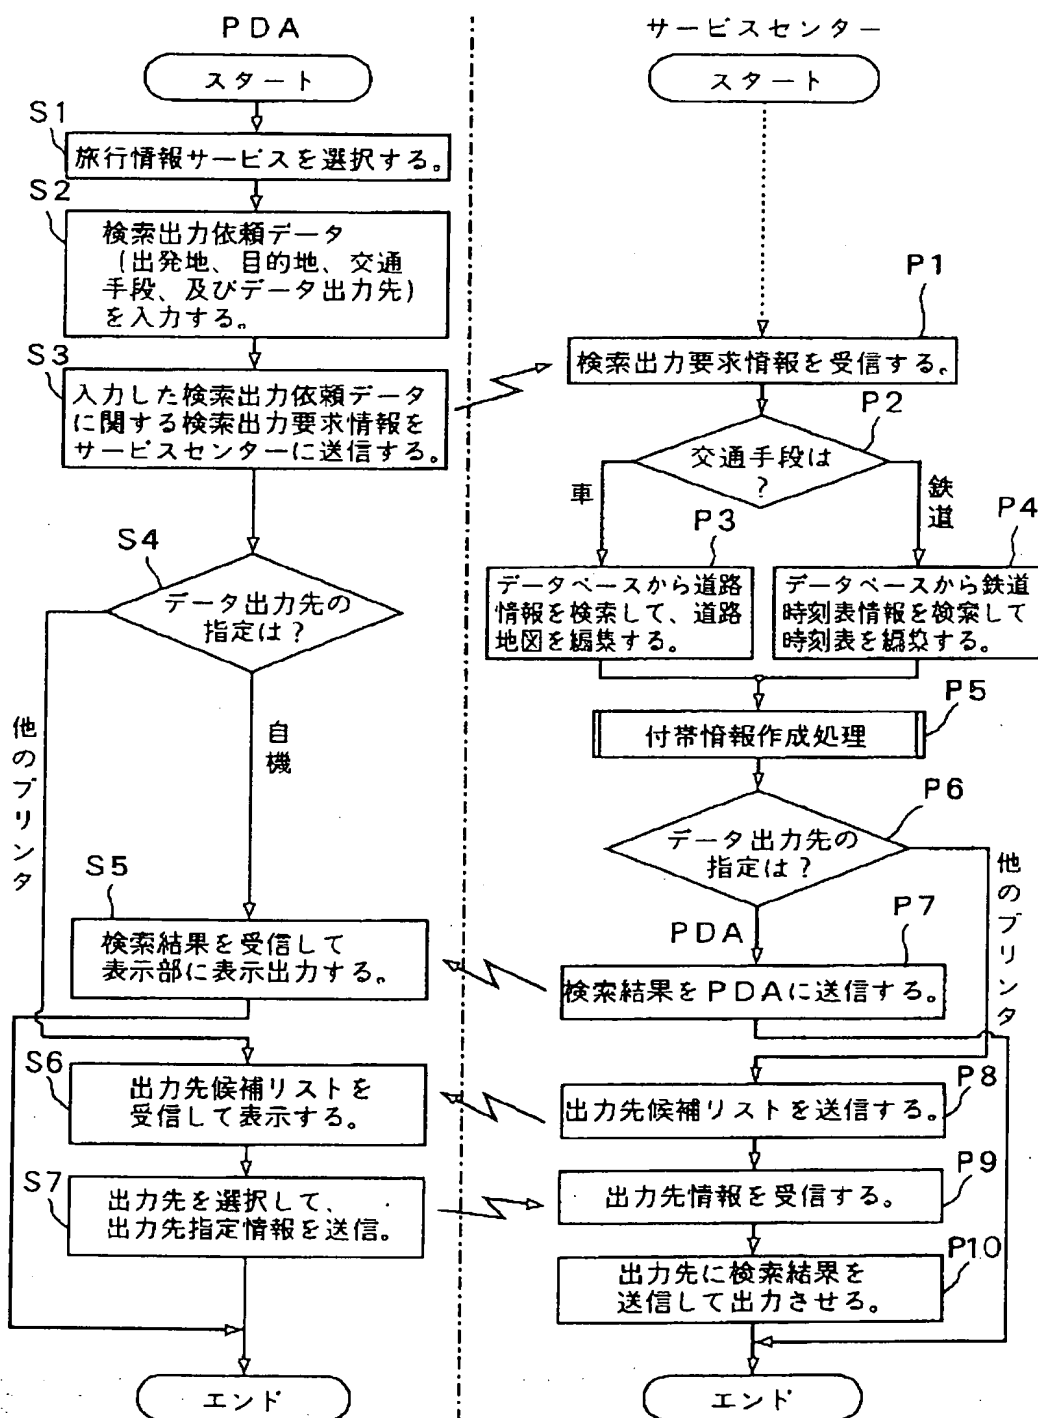 PDA
スタート
S1
旅行情報サービスを選択する。
S2
検索出力依頼データ
(出発地、目的地、交通
手段、及びデータ出力先)
を入力する。
S3
入力した検索出力依頼データ
に関する検索出力要求情報を
サービスセンターに送信する。
S4
データ出力先の
指定は?
他のプリンタ
自機
S5
検索結果を受信して
表示部に表示出力する。
S6
出力先候補リストを
受信して表示する。
S7
出力先を選択して、
出力先指定情報を送信。
エンド
サービスセンター
スタート
P1
検索出力要求情報を受信する。
P2
交通手段は
?
車
鉄道
P3
データベースから道路
情報を検索して、道路
地図を編集する。
P4
データベースから鉄道
時刻表情報を検索して
時刻表を編集する。
P5
付帯情報作成処理
P6
データ出力先の
指定は?
他のプリンタ
PDA
P7
検索結果をPDAに送信する。
P8
出力先候補リストを送信する。
P9
出力先情報を受信する。
P10
出力先に検索結果を
送信して出力させる。
エンド